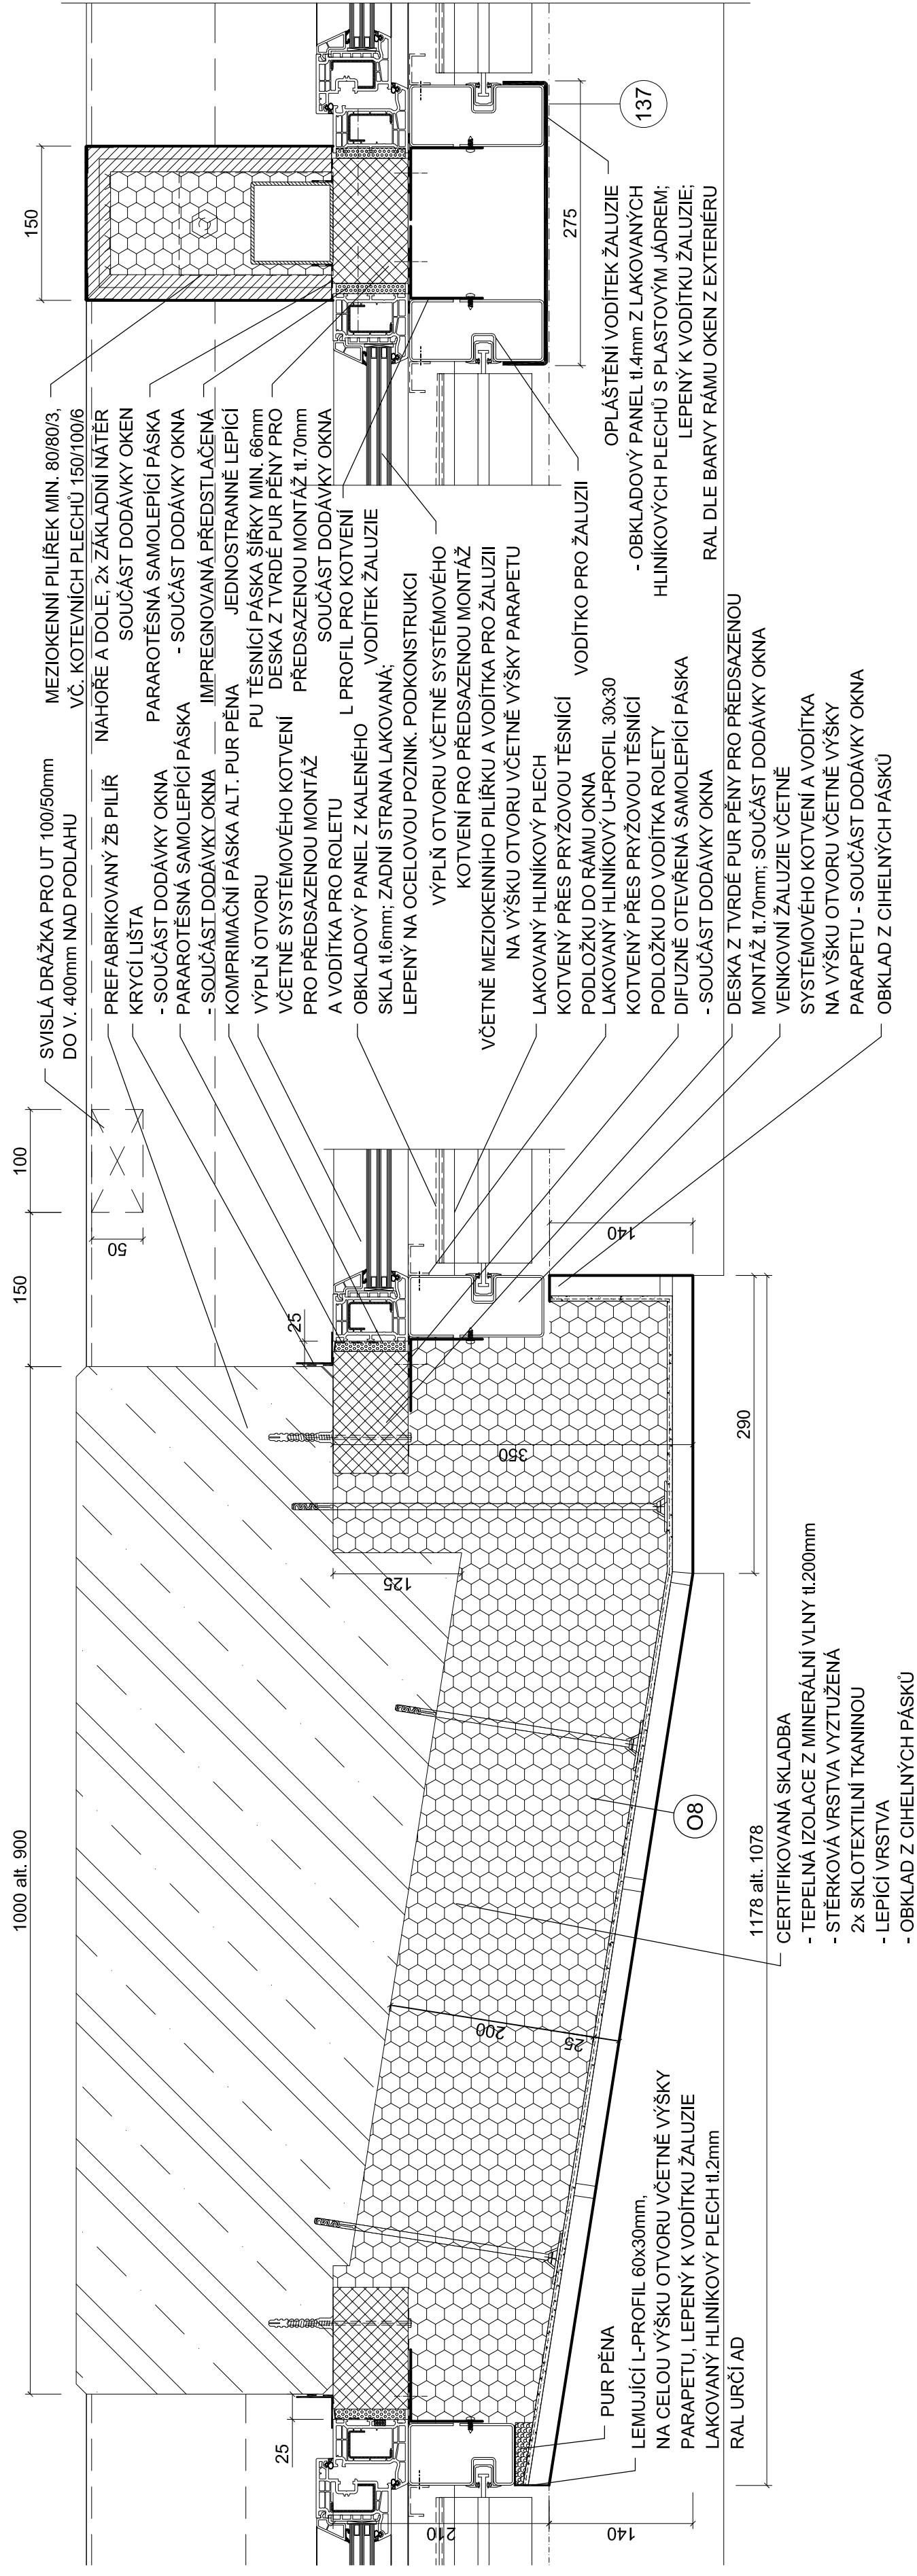 SVISLÁ DRÁŽKA PRO UT 100/50mm
DO V. 400mm NAD PODLAHU
PREFABRIKOVANÝ ŽB PILÍŘ
KRYCÍ LIŠTA
- SOUČÁST DODÁVKY OKNA
PARAROTĚSNÁ SAMOLEPÍCÍ PÁSKA
- SOUČÁST DODÁVKY OKNA
KOMPRIMAČNÍ PÁSKA ALT. PUR PĚNA
VÝPLŇ OTVORU
VČETNĚ SYSTÉMOVÉHO KOTVENÍ
PRO PŘEDSAZENOU MONTÁŽ
A VODÍTKA PRO ROLETU
OBKLADOVÝ PANEL Z KALENÉHO
SKLA tl.6mm; ZADNÍ STRANA LAKOVANÁ;
LEPENÝ NA OCELOVOU POZINK. PODKONSTRUKCI
MEZIOKENNÍ PILÍŘEK MIN. 80/80/3,
VČ. KOTEVNÍCH PLECHŮ 150/100/6
NAHOŘE A DOLE, 2x ZÁKLADNÍ NÁTĚR
SOUČÁST DODÁVKY OKEN
PAROTĚSNÁ SAMOLEPÍCÍ PÁSKA
- SOUČÁST DODÁVKY OKNA
IMPREGNOVANÁ PŘEDSTLAČENÁ
JEDNOSTRANNĚ LEPÍCÍ
PU TĚSNÍCÍ PÁSKA ŠÍŘKY MIN. 66mm
DESKA Z TVRDÉ PUR PĚNY PRO
PŘEDSAZENOU MONTÁŽ tl.70mm
SOUČÁST DODÁVKY OKNA
L PROFIL PRO KOTVENÍ
VODÍTEK ŽALUZIE
VÝPLŇ OTVORU VČETNĚ SYSTÉMOVÉHO
KOTVENÍ PRO PŘEDSAZENOU MONTÁŽ
VČETNĚ MEZIOKENNÍHO PILÍŘKU A VODÍTKA PRO ŽALUZII
NA VÝŠKU OTVORU VČETNĚ VÝŠKY PARAPETU
LAKOVANÝ HLINÍKOVÝ PLECH
KOTVENÝ PŘES PRYŽOVOU TĚSNÍCÍ
PODLOŽKU DO RÁMU OKNA
LAKOVANÝ HLINÍKOVÝ U-PROFIL 30x30
KOTVENÝ PŘES PRYŽOVOU TĚSNÍCÍ
PODLOŽKU DO VODÍTKA ROLETY
DIFUZNĚ OTEVŘENÁ SAMOLEPÍCÍ PÁSKA
- SOUČÁST DODÁVKY OKNA
DESKA Z TVRDÉ PUR PĚNY PRO PŘEDSAZENOU
MONTÁŽ tl.70mm; SOUČÁST DODÁVKY OKNA
VENKOVNÍ ŽALUZIE VČETNĚ
SYSTÉMOVÉHO KOTVENÍ A VODÍTKA
NA VÝŠKU OTVORU VČETNĚ VÝŠKY
PARAPETU - SOUČÁST DODÁVKY OKNA
OBKLAD Z CIHELNÝCH PÁSKŮ
VODÍTKO PRO ŽALUZII
OPLÁŠTĚNÍ VODÍTEK ŽALUZIE
- OBKLADOVÝ PANEL tl.4mm Z LAKOVANÝCH
HLINÍKOVÝCH PLECHŮ S PLASTOVÝM JÁDREM;
LEPENÝ K VODÍTKU ŽALUZIE;
RAL DLE BARVY RÁMU OKEN Z EXTERIÉRU
137
150
275
1000 alt. 900
150
100
50
25
25
125
350
200
25
210
140
140
290
1178 alt. 1078
O8
PUR PĚNA
LEMUJÍCÍ L-PROFIL 60x30mm,
NA CELOU VÝŠKU OTVORU VČETNĚ VÝŠKY
PARAPETU, LEPENÝ K VODÍTKU ŽALUZIE
LAKOVANÝ HLINÍKOVÝ PLECH tl.2mm
RAL URČÍ AD
CERTIFIKOVANÁ SKLADBA
- TEPELNÁ IZOLACE Z MINERÁLNÍ VLNY tl.200mm
- STĚRKOVÁ VRSTVA VYZTUŽENÁ
2x SKLOTEXTILNÍ TKANINOU
- LEPÍCÍ VRSTVA
- OBKLAD Z CIHELNÝCH PÁSKŮ